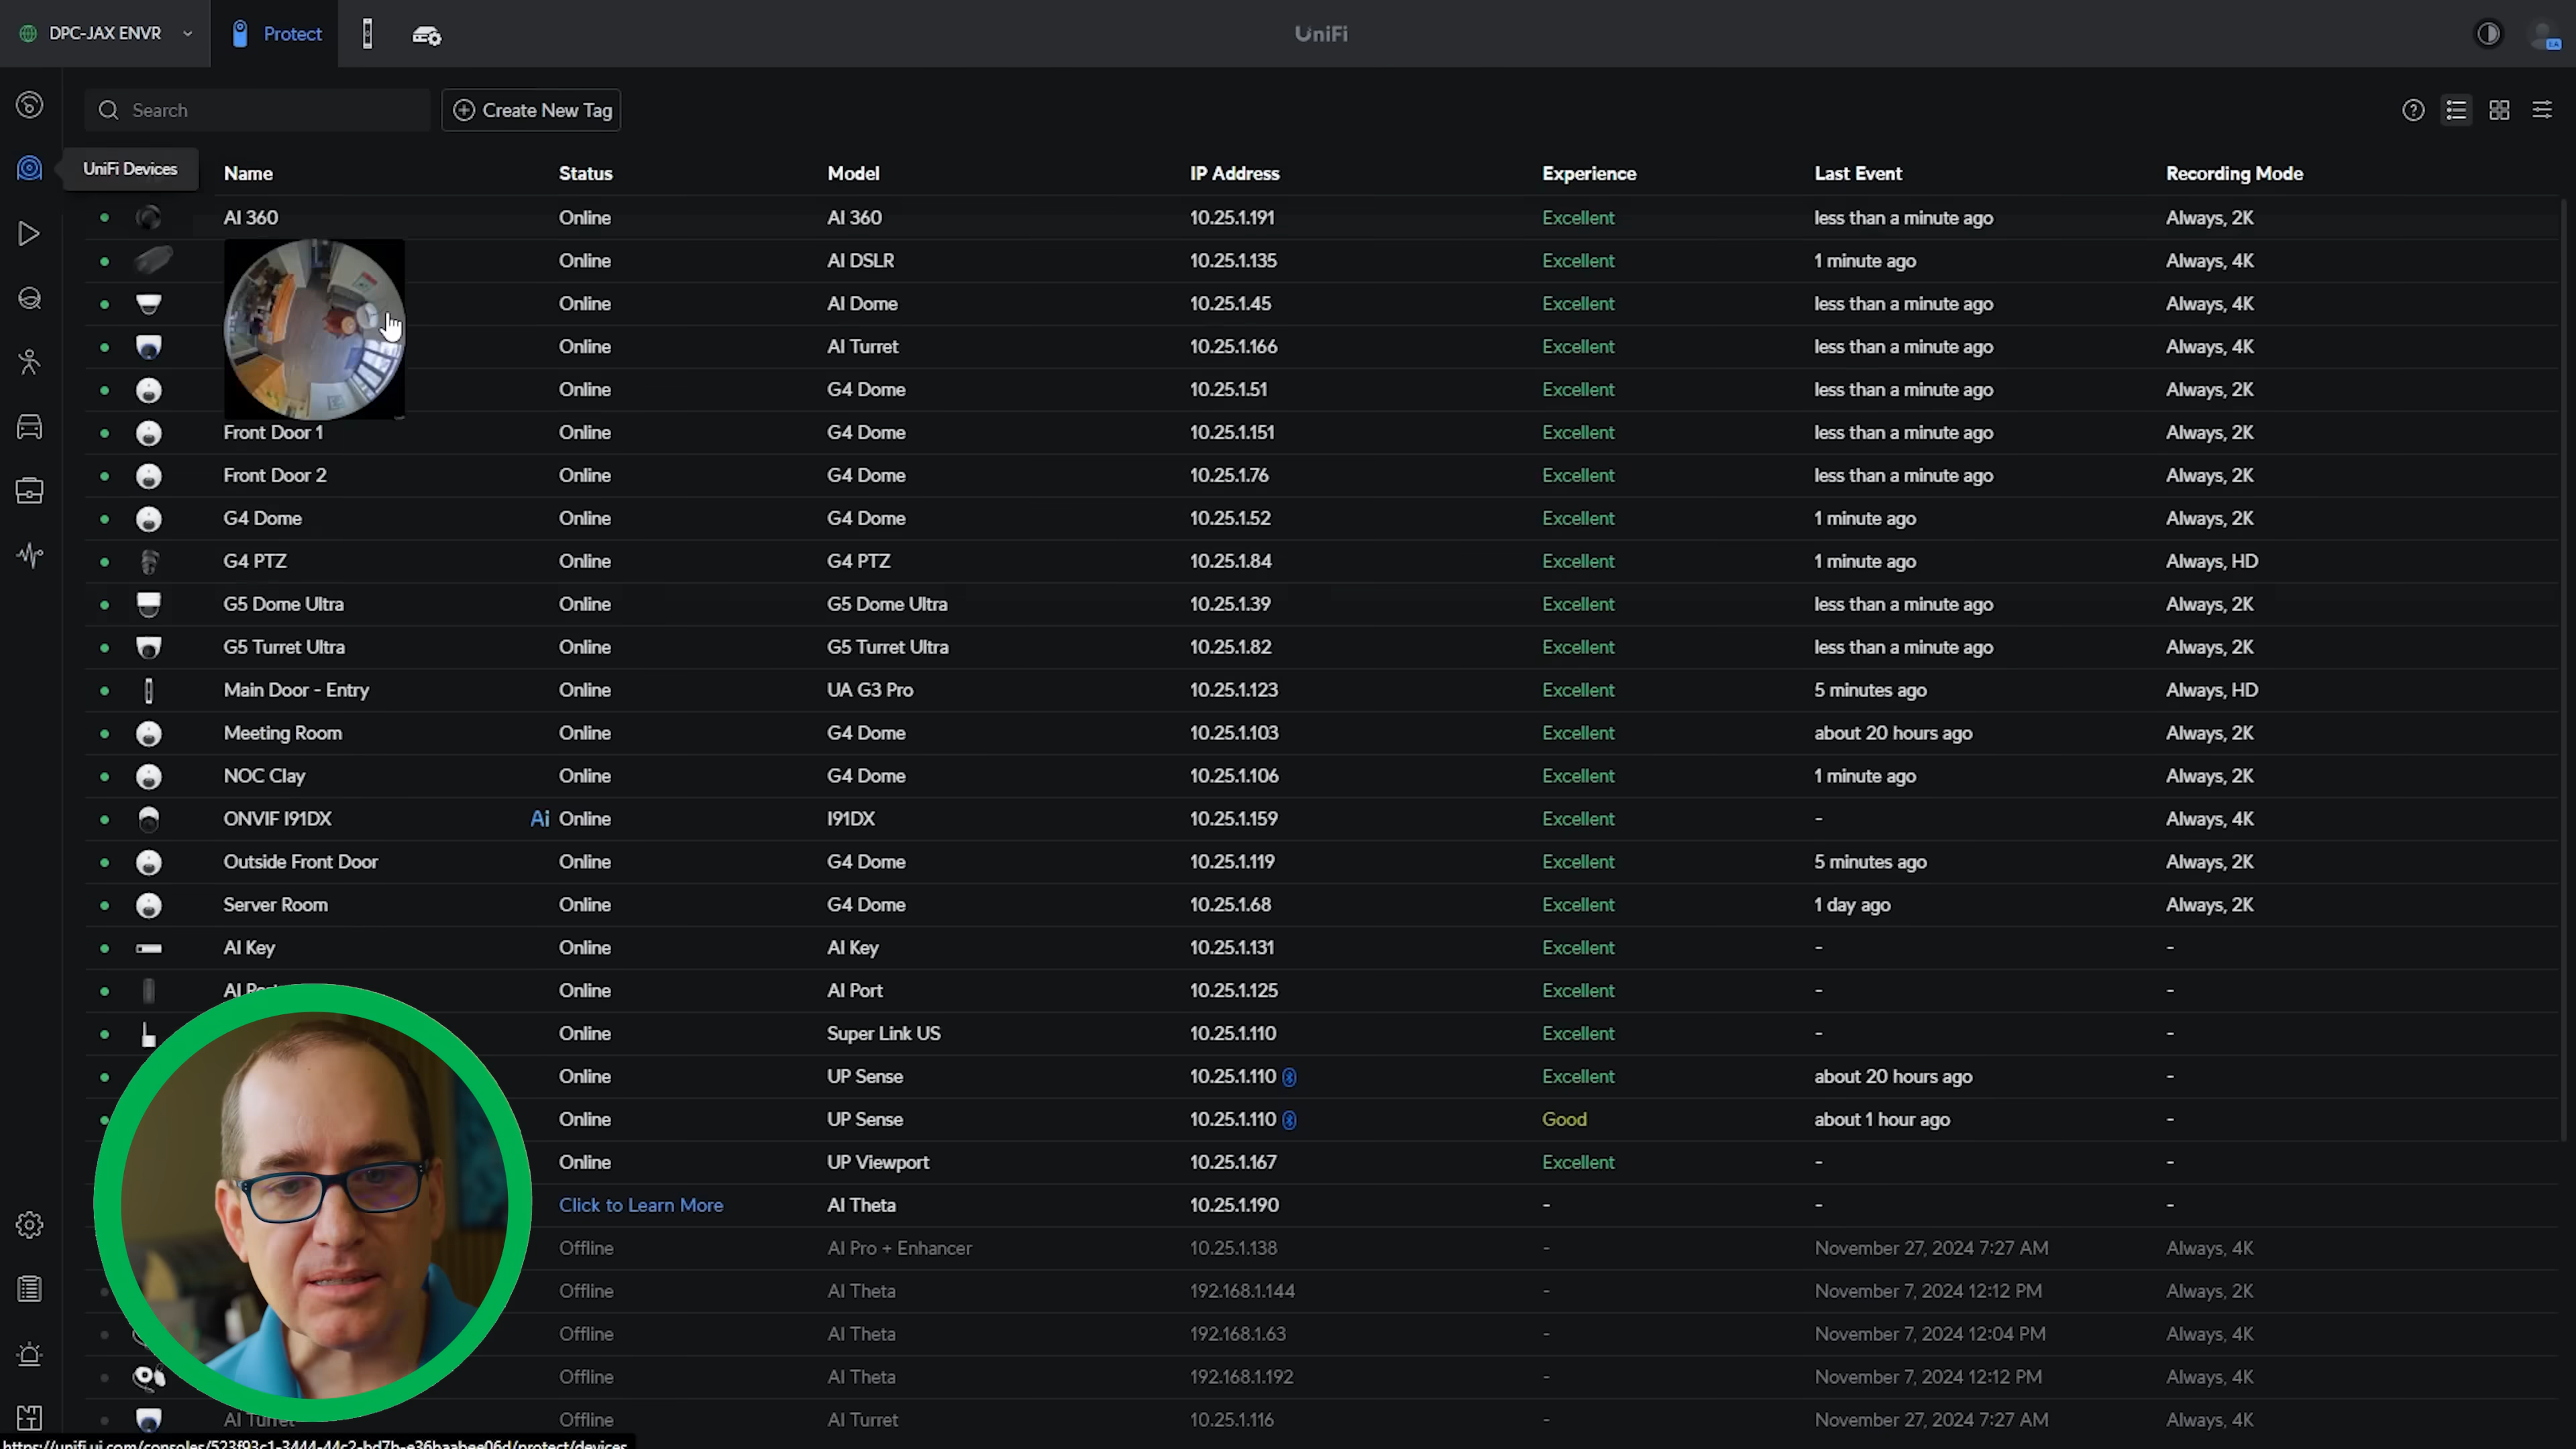 DPC-JAX ENVR
Protect
UniFi
Search
Create New Tag
UniFi Devices
Name Status Model IP Address Experience Last Event Recording Mode
AI 360 Online AI 360 10.25.1.191 Excellent less than a minute ago Always, 2K
Online AI DSLR 10.25.1.135 Excellent 1 minute ago Always, 4K
Online AI Dome 10.25.1.45 Excellent less than a minute ago Always, 4K
Online AI Turret 10.25.1.166 Excellent less than a minute ago Always, 4K
Online G4 Dome 10.25.1.51 Excellent less than a minute ago Always, 2K
Front Door 1 Online G4 Dome 10.25.1.151 Excellent less than a minute ago Always, 2K
Front Door 2 Online G4 Dome 10.25.1.76 Excellent less than a minute ago Always, 2K
G4 Dome Online G4 Dome 10.25.1.52 Excellent 1 minute ago Always, 2K
G4 PTZ Online G4 PTZ 10.25.1.84 Excellent 1 minute ago Always, HD
G5 Dome Ultra Online G5 Dome Ultra 10.25.1.39 Excellent less than a minute ago Always, 2K
G5 Turret Ultra Online G5 Turret Ultra 10.25.1.82 Excellent less than a minute ago Always, 2K
Main Door - Entry Online UA G3 Pro 10.25.1.123 Excellent 5 minutes ago Always, HD
Meeting Room Online G4 Dome 10.25.1.103 Excellent about 20 hours ago Always, 2K
NOC Clay Online G4 Dome 10.25.1.106 Excellent 1 minute ago Always, 2K
ONVIF I91DX Ai Online I91DX 10.25.1.159 Excellent - Always, 4K
Outside Front Door Online G4 Dome 10.25.1.119 Excellent 5 minutes ago Always, 2K
Server Room Online G4 Dome 10.25.1.68 Excellent 1 day ago Always, 2K
AI Key Online AI Key 10.25.1.131 Excellent - -
AI Port Online AI Port 10.25.1.125 Excellent - -
Online Super Link US 10.25.1.110 Excellent - -
Online UP Sense 10.25.1.110 Excellent about 20 hours ago -
Online UP Sense 10.25.1.110 Good about 1 hour ago -
Online UP Viewport 10.25.1.167 Excellent - -
Click to Learn More AI Theta 10.25.1.190 - - -
Offline AI Pro + Enhancer 10.25.1.138 - November 27, 2024 7:27 AM Always, 4K
Offline AI Theta 192.168.1.144 - November 7, 2024 12:12 PM Always, 2K
Offline AI Theta 192.168.1.63 - November 7, 2024 12:04 PM Always, 4K
Offline AI Theta 192.168.1.192 - November 7, 2024 12:12 PM Always, 4K
AI Turret Offline AI Turret 10.25.1.116 - November 27, 2024 7:27 AM Always, 4K